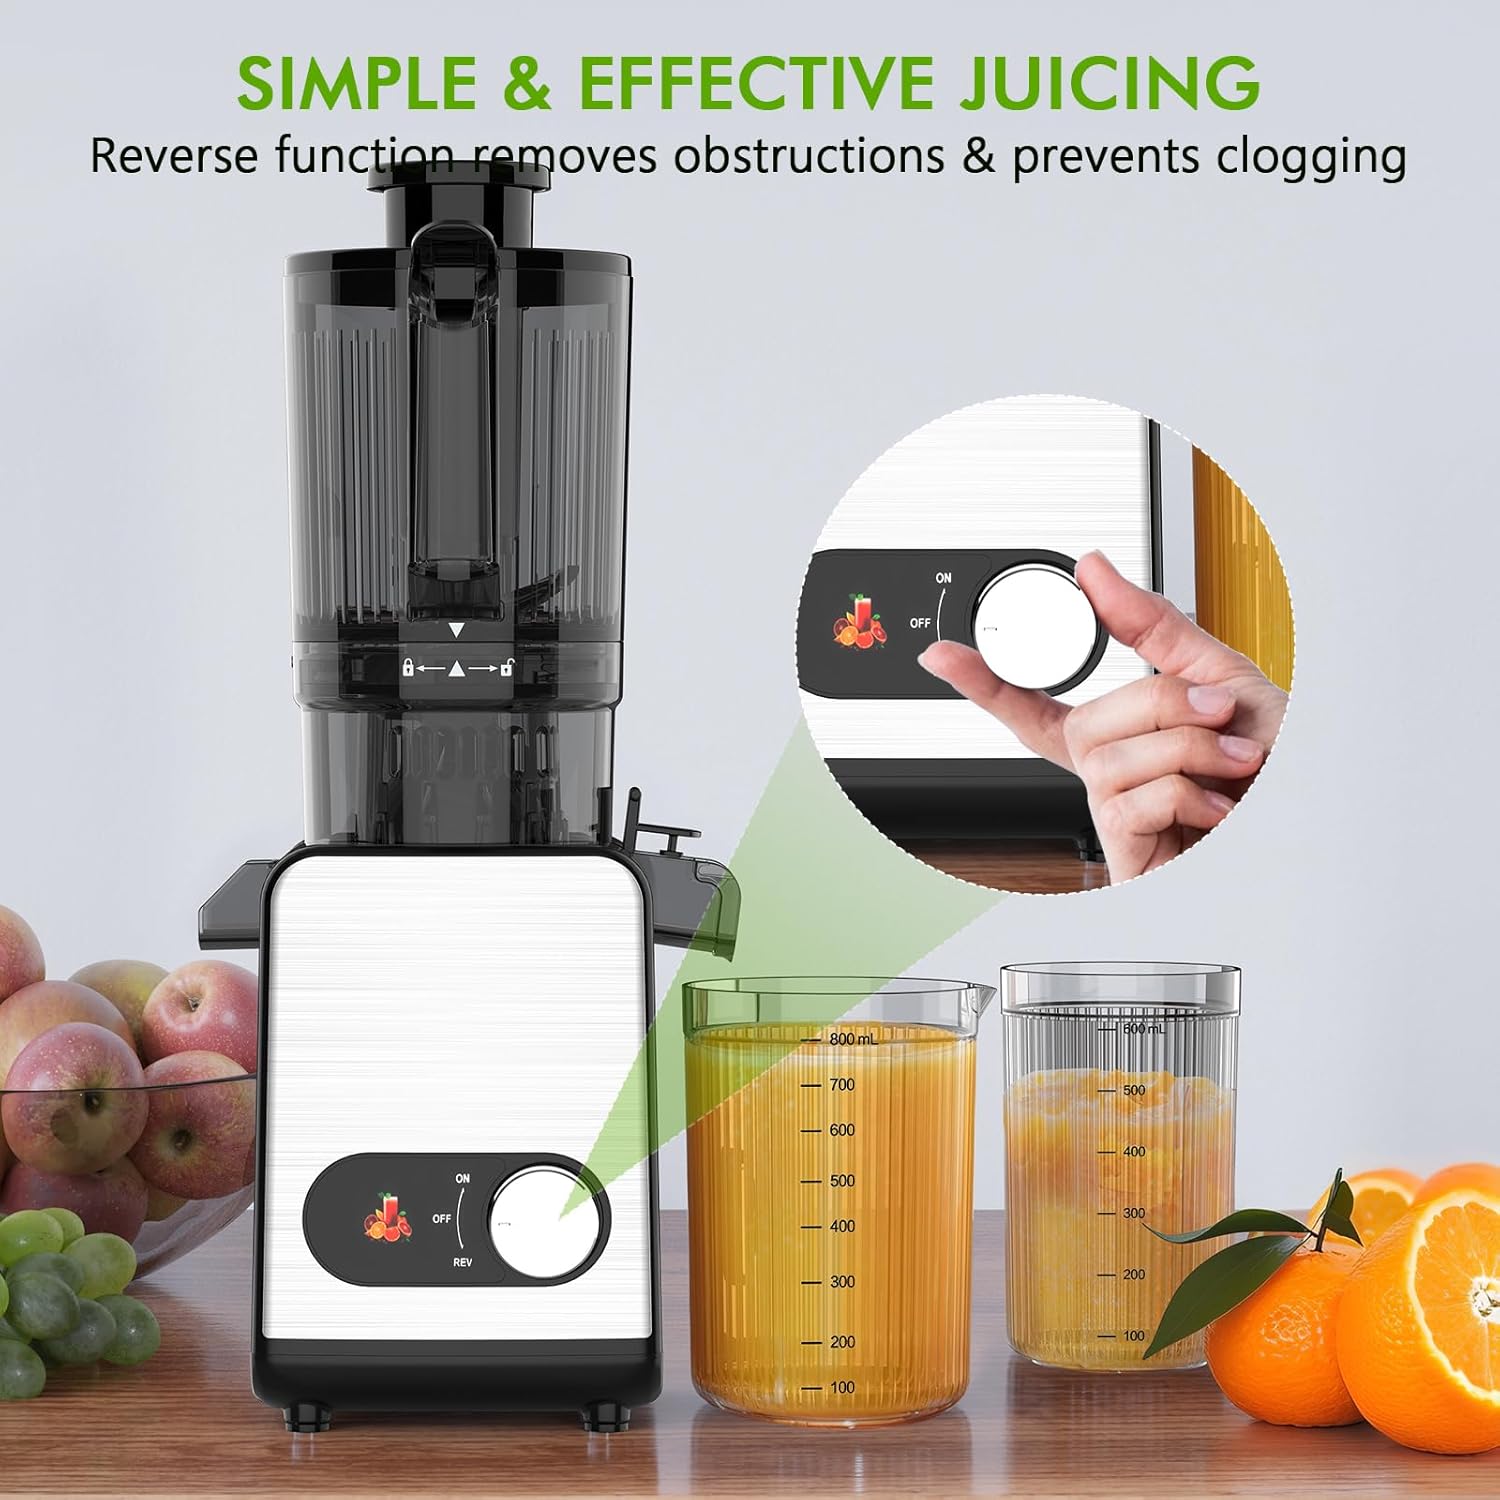 SIMPLE & EFFECTIVE JUICING
Reverse function removes obstructions & prevents clogging
ON
OFF
ON
OFF
REV
800 mL
700
600
500
400
300
200
100
600 mL
500
400
300
200
100